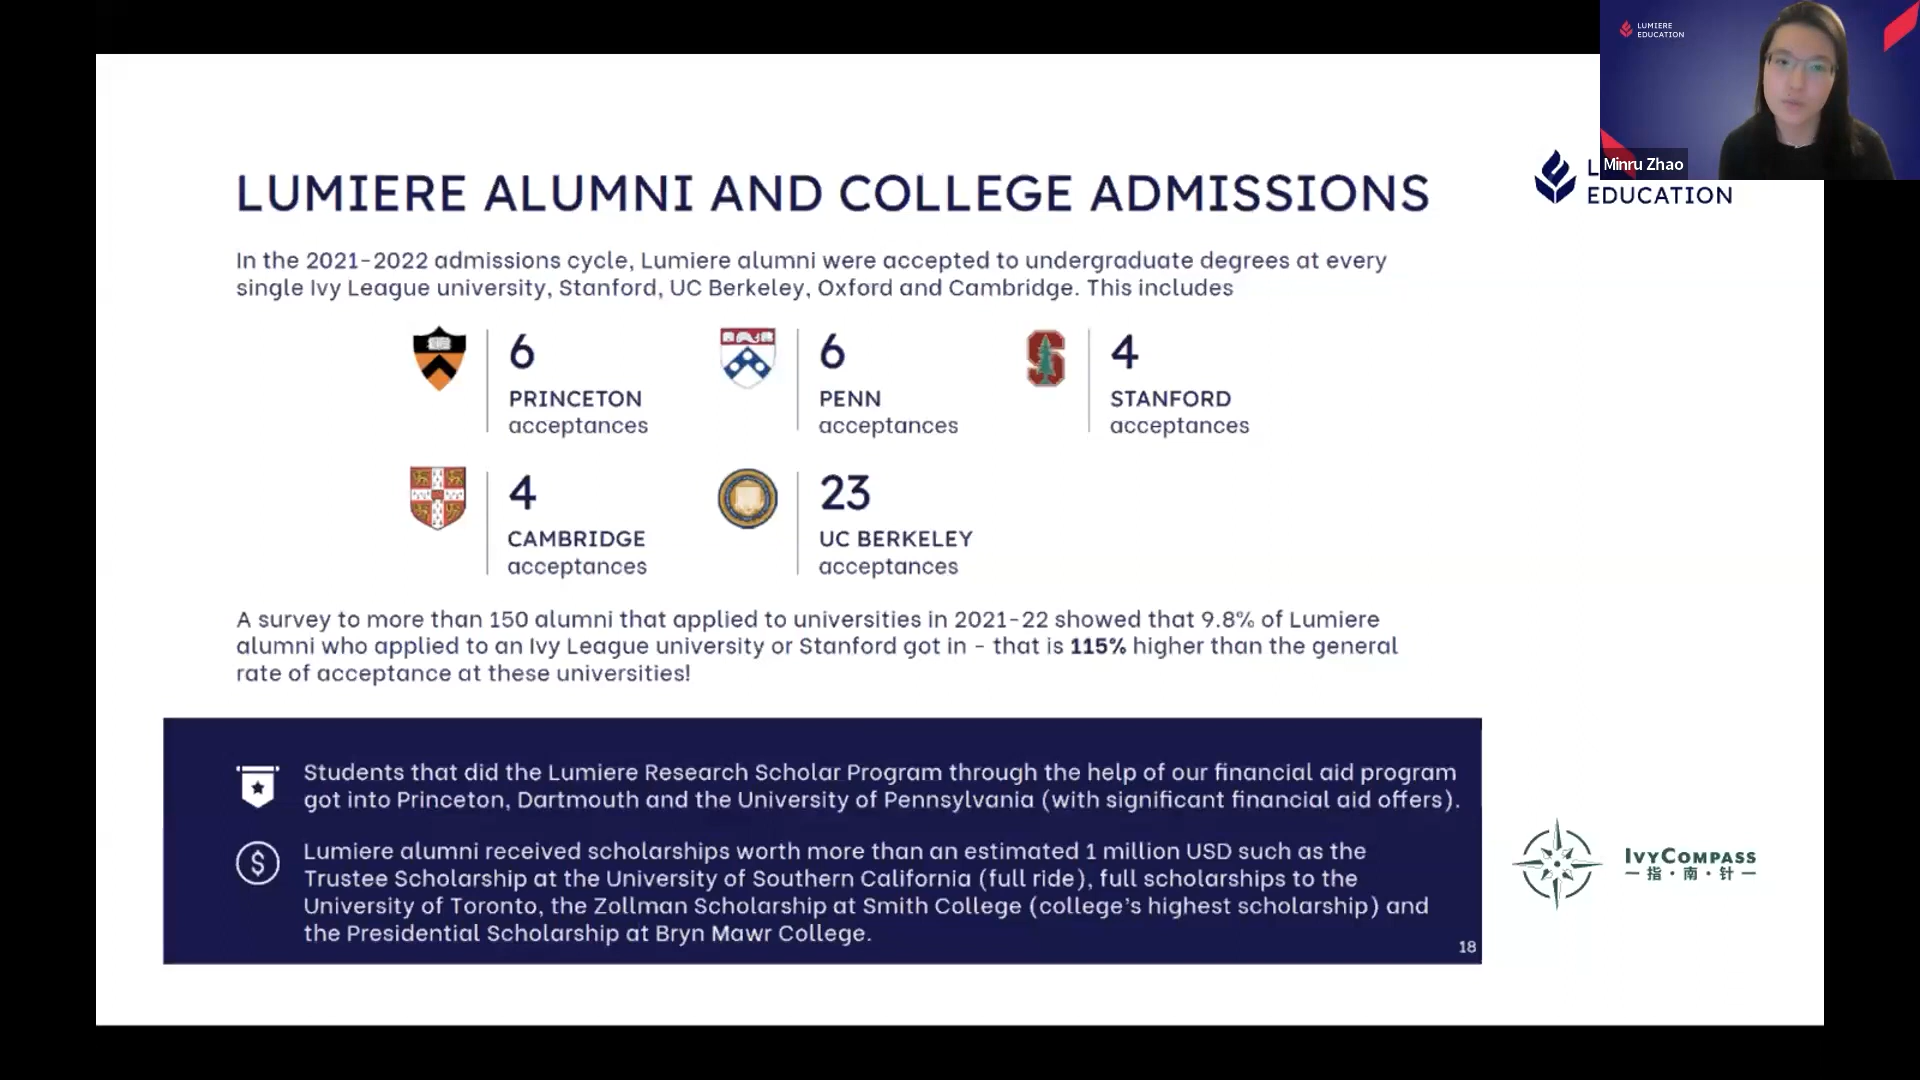 LUMIERE
EDUCATION
Minru Zhao
L
EDUCATION
LUMIERE ALUMNI AND COLLEGE ADMISSIONS
In the 2021-2022 admissions cycle, Lumiere alumni were accepted to undergraduate degrees at every
single Ivy League university, Stanford, UC Berkeley, Oxford and Cambridge. This includes
6
PRINCETON
acceptances
6
PENN
acceptances
4
STANFORD
acceptances
4
CAMBRIDGE
acceptances
23
UC BERKELEY
acceptances
A survey to more than 150 alumni that applied to universities in 2021-22 showed that 9.8% of Lumiere
alumni who applied to an Ivy League university or Stanford got in - that is 115% higher than the general
rate of acceptance at these universities!
Students that did the Lumiere Research Scholar Program through the help of our financial aid program
got into Princeton, Dartmouth and the University of Pennsylvania (with significant financial aid offers).
Lumiere alumni received scholarships worth more than an estimated 1 million USD such as the
Trustee Scholarship at the University of Southern California (full ride), full scholarships to the
University of Toronto, the Zollman Scholarship at Smith College (college's highest scholarship) and
the Presidential Scholarship at Bryn Mawr College.
18
IVYCOMPASS
指·南·针